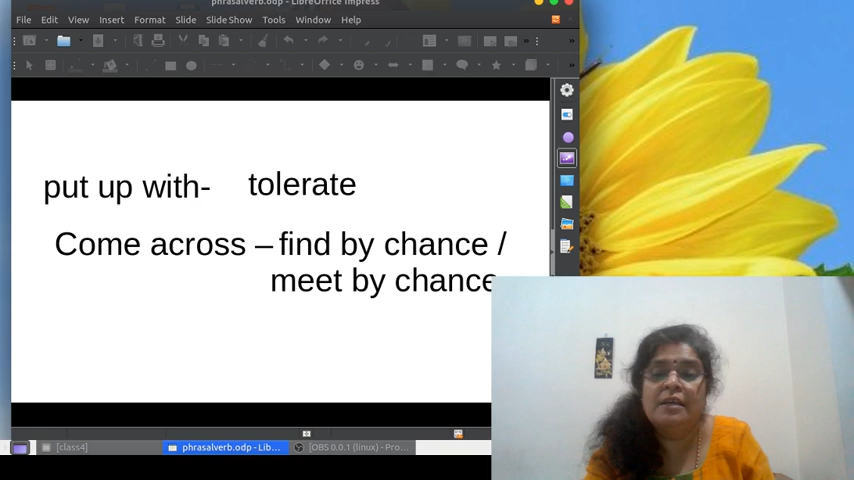 phrasalverb.odp - LibreOffice Impress
File Edit View Insert Format Slide Slide Show Tools Window Help
put up with- tolerate
Come across – find by chance /
meet by chance
[class4] phrasalverb.odp - Lib... [OBS 0.0.1 (linux) - Pro...